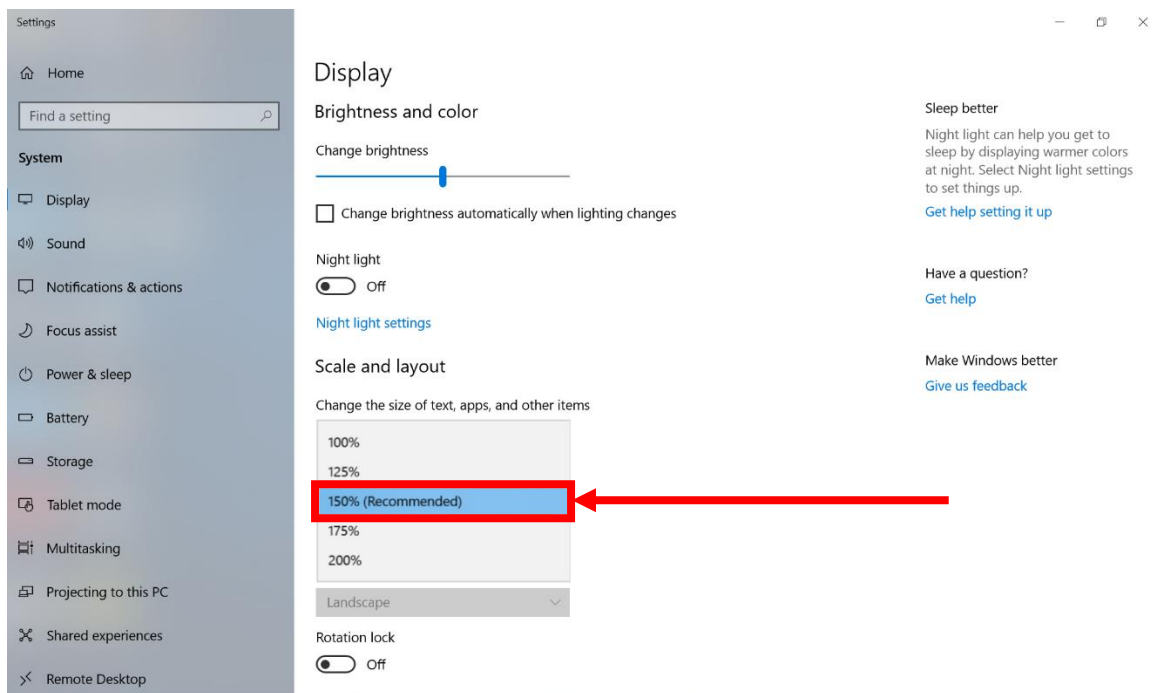 Settings
Home
Find a setting
System
Display
Sound
Notifications & actions
Focus assist
Power & sleep
Battery
Storage
Tablet mode
Multitasking
Projecting to this PC
Shared experiences
Remote Desktop
Display
Brightness and color
Change brightness
Change brightness automatically when lighting changes
Night light
Off
Night light settings
Scale and layout
Change the size of text, apps, and other items
100%
125%
150% (Recommended)
175%
200%
Landscape
Rotation lock
Off
Sleep better
Night light can help you get to
sleep by displaying warmer colors
at night. Select Night light settings
to set things up.
Get help setting it up
Have a question?
Get help
Make Windows better
Give us feedback